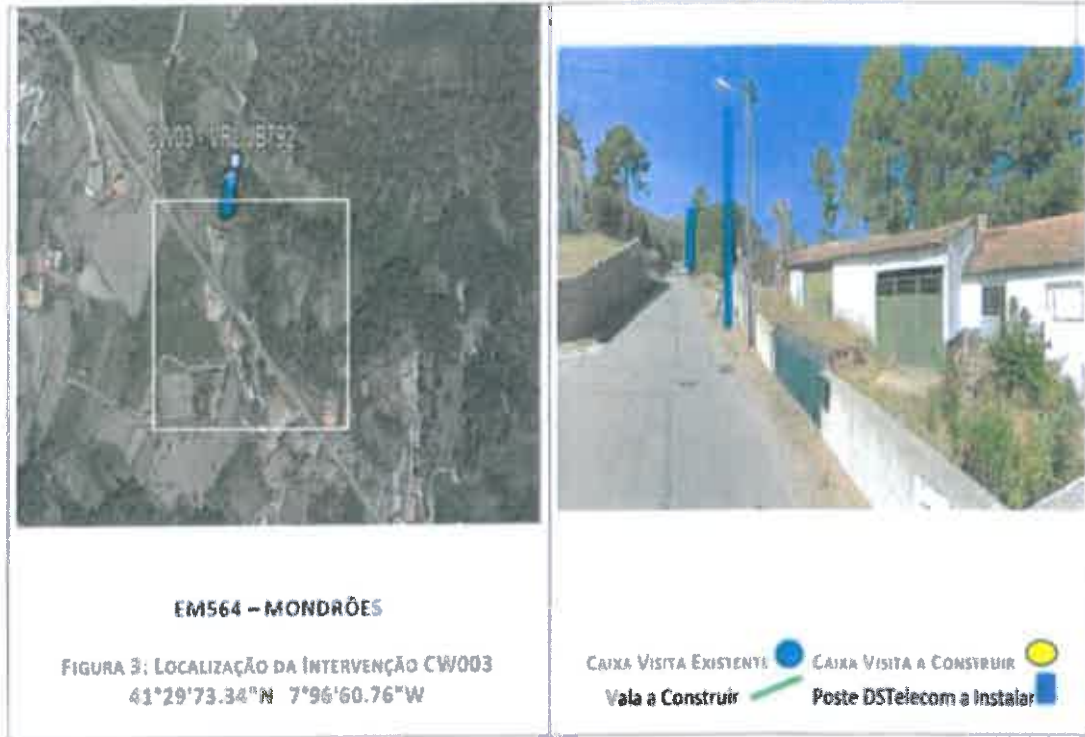 EM564 – MONDRÕES
FIGURA 3: LOCALIZAÇÃO DA INTERVENÇÃO CW003
41°29'73.34"N 7°96'60.76"W
CAIXA VISITA EXISTENTE CAIXA VISITA A CONSTRUIR
Vala a Construir Poste DSTelecom a Instalar